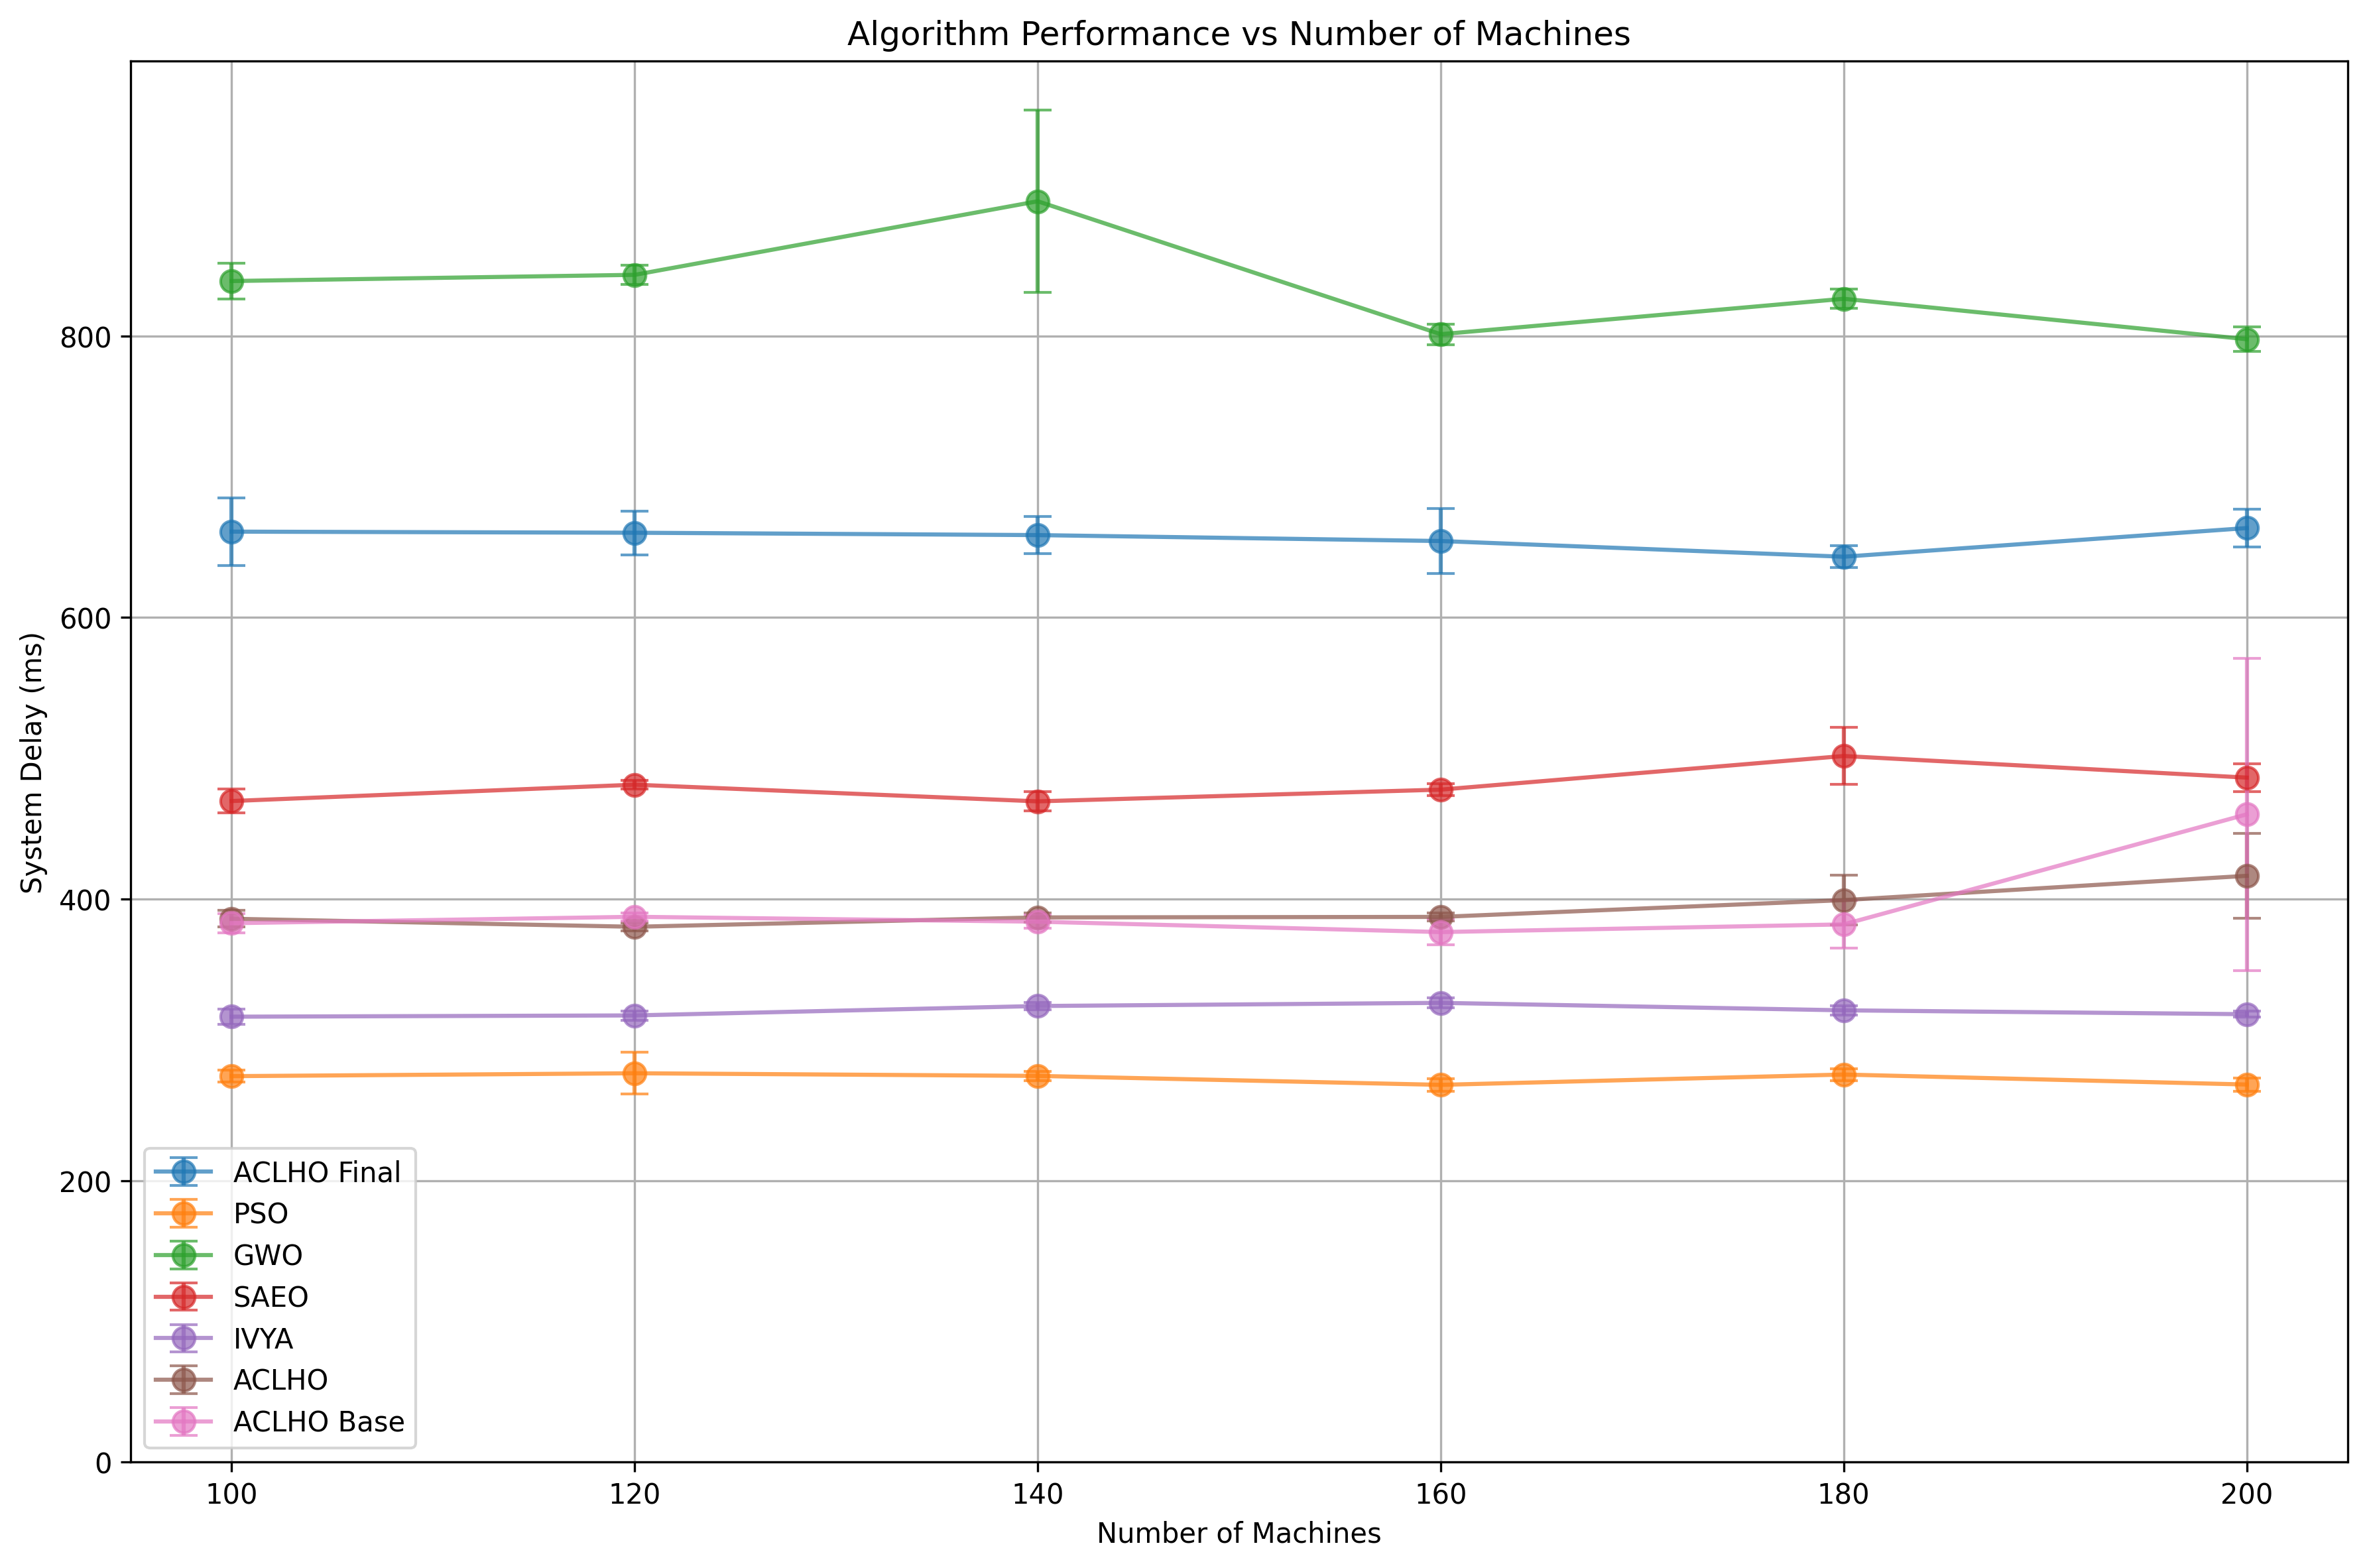 Algorithm Performance vs Number of Machines
System Delay (ms)
800
600
400
200
0
ACLHO Final
PSO
GWO
SAEO
IVYA
ACLHO
ACLHO Base
100 120 140 160 180 200
Number of Machines